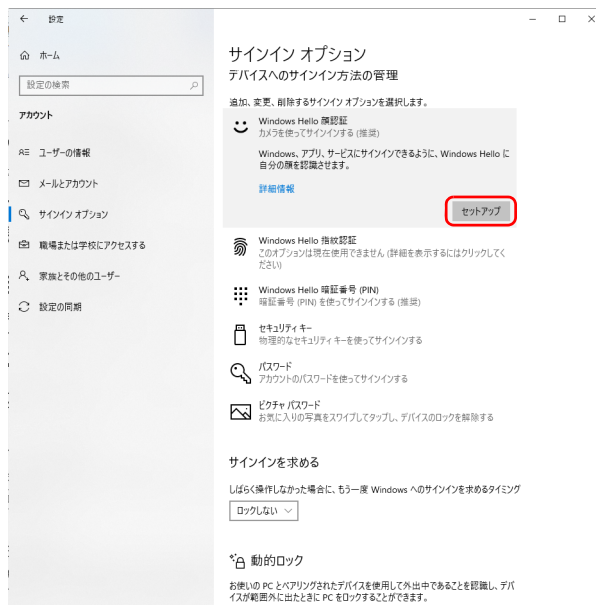 設定
ホーム
設定の検索
アカウント
ユーザーの情報
メールとアカウント
サインイン オプション
職場または学校にアクセスする
家族とその他のユーザー
設定の同期
サインイン オプション
デバイスへのサインイン方法の管理
追加、変更、削除するサインイン オプションを選択します。
Windows Hello 顔認証
カメラを使ってサインインする (推奨)
Windows、アプリ、サービスにサインインできるように、Windows Hello に
自分の顔を認識させます。
詳細情報
セットアップ
Windows Hello 指紋認証
このオプションは現在使用できません (詳細を表示するにはクリックしてく
ださい)
Windows Hello 暗証番号 (PIN)
暗証番号 (PIN) を使ってサインインする (推奨)
セキュリティ キー
物理的なセキュリティ キーを使ってサインインする
パスワード
アカウントのパスワードを使ってサインインする
ピクチャ パスワード
お気に入りの写真をスワイプしてタップし、デバイスのロックを解除する
サインインを求める
しばらく操作しなかった場合に、もう一度 Windows へのサインインを求めるタイミング
ロックしない
動的ロック
お使いの PC とペアリングされたデバイスを使用して外出中であることを認識し、デバ
イスが範囲外に出たときに PC をロックすることができます。